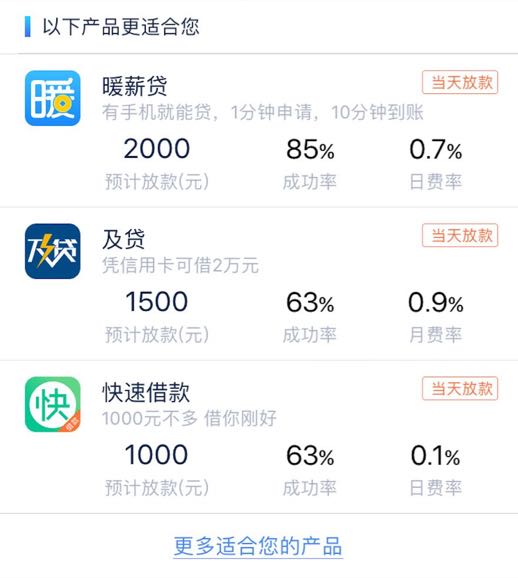 以下产品更适合您
暖
暖薪贷
当天放款
有手机就能贷，1分钟申请，10分钟到账
2000 85% 0.7%
预计放款(元) 成功率 日费率
及贷
及贷
当天放款
凭信用卡可借2万元
1500 63% 0.9%
预计放款(元) 成功率 月费率
快
借款
快速借款
当天放款
1000元不多 借你刚好
1000 63% 0.1%
预计放款(元) 成功率 日费率
更多适合您的产品